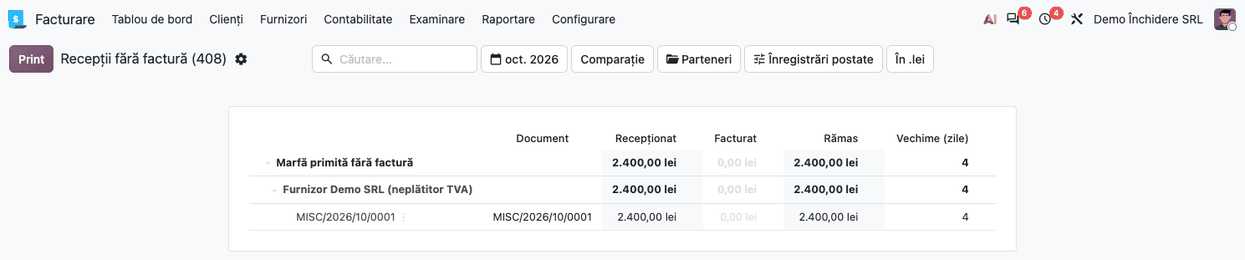 Facturare Tablou de bord Clienți Furnizori Contabilitate Examinare Raportare Configurare AI 6 4 Demo Închidere SRL
Print Recepții fără factură (408) Căutare... oct. 2026 Comparație Parteneri Înregistrări postate În .lei
Document Recepționat Facturat Rămas Vechime (zile)
Marfă primită fără factură 2.400,00 lei 0,00 lei 2.400,00 lei 4
Furnizor Demo SRL (neplătitor TVA) 2.400,00 lei 0,00 lei 2.400,00 lei 4
MISC/2026/10/0001 MISC/2026/10/0001 2.400,00 lei 0,00 lei 2.400,00 lei 4